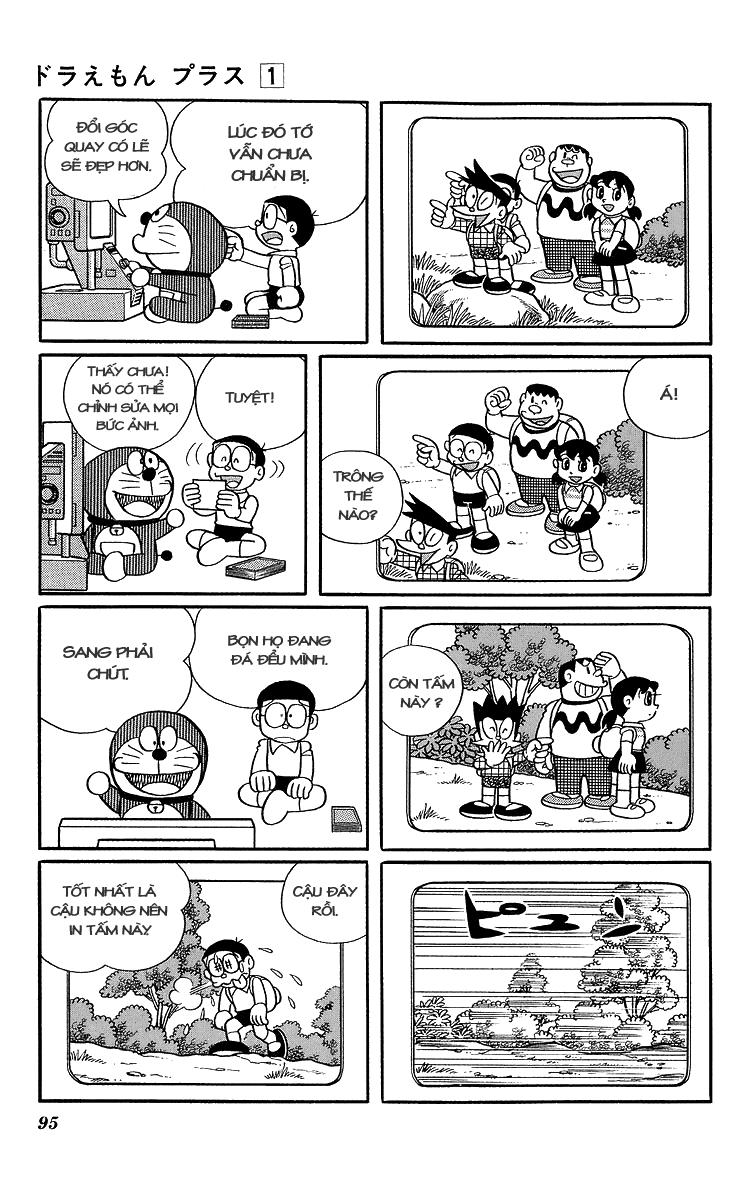 ドラえもん プラス 1
LÚC ĐÓ TỚ
VẪN CHƯA
CHUẨN BỊ.
ĐỔI GÓC
QUAY CÓ LẼ
SẼ ĐẸP HƠN.
Á!
TRÔNG
THẾ
NÀO?
TUYỆT!
THẤY CHƯA!
NÓ CÓ THỂ
CHỈNH SỬA MỌI
BỨC ẢNH.
CÒN TẤM
NÀY ?
BỌN HỌ ĐANG
ĐÁ ĐỂU MÌNH.
SANG PHẢI
CHÚT.
CẬU ĐÂY
RỒI.
TỐT NHẤT LÀ
CẬU KHÔNG NÊN
IN TẤM NÀY
95